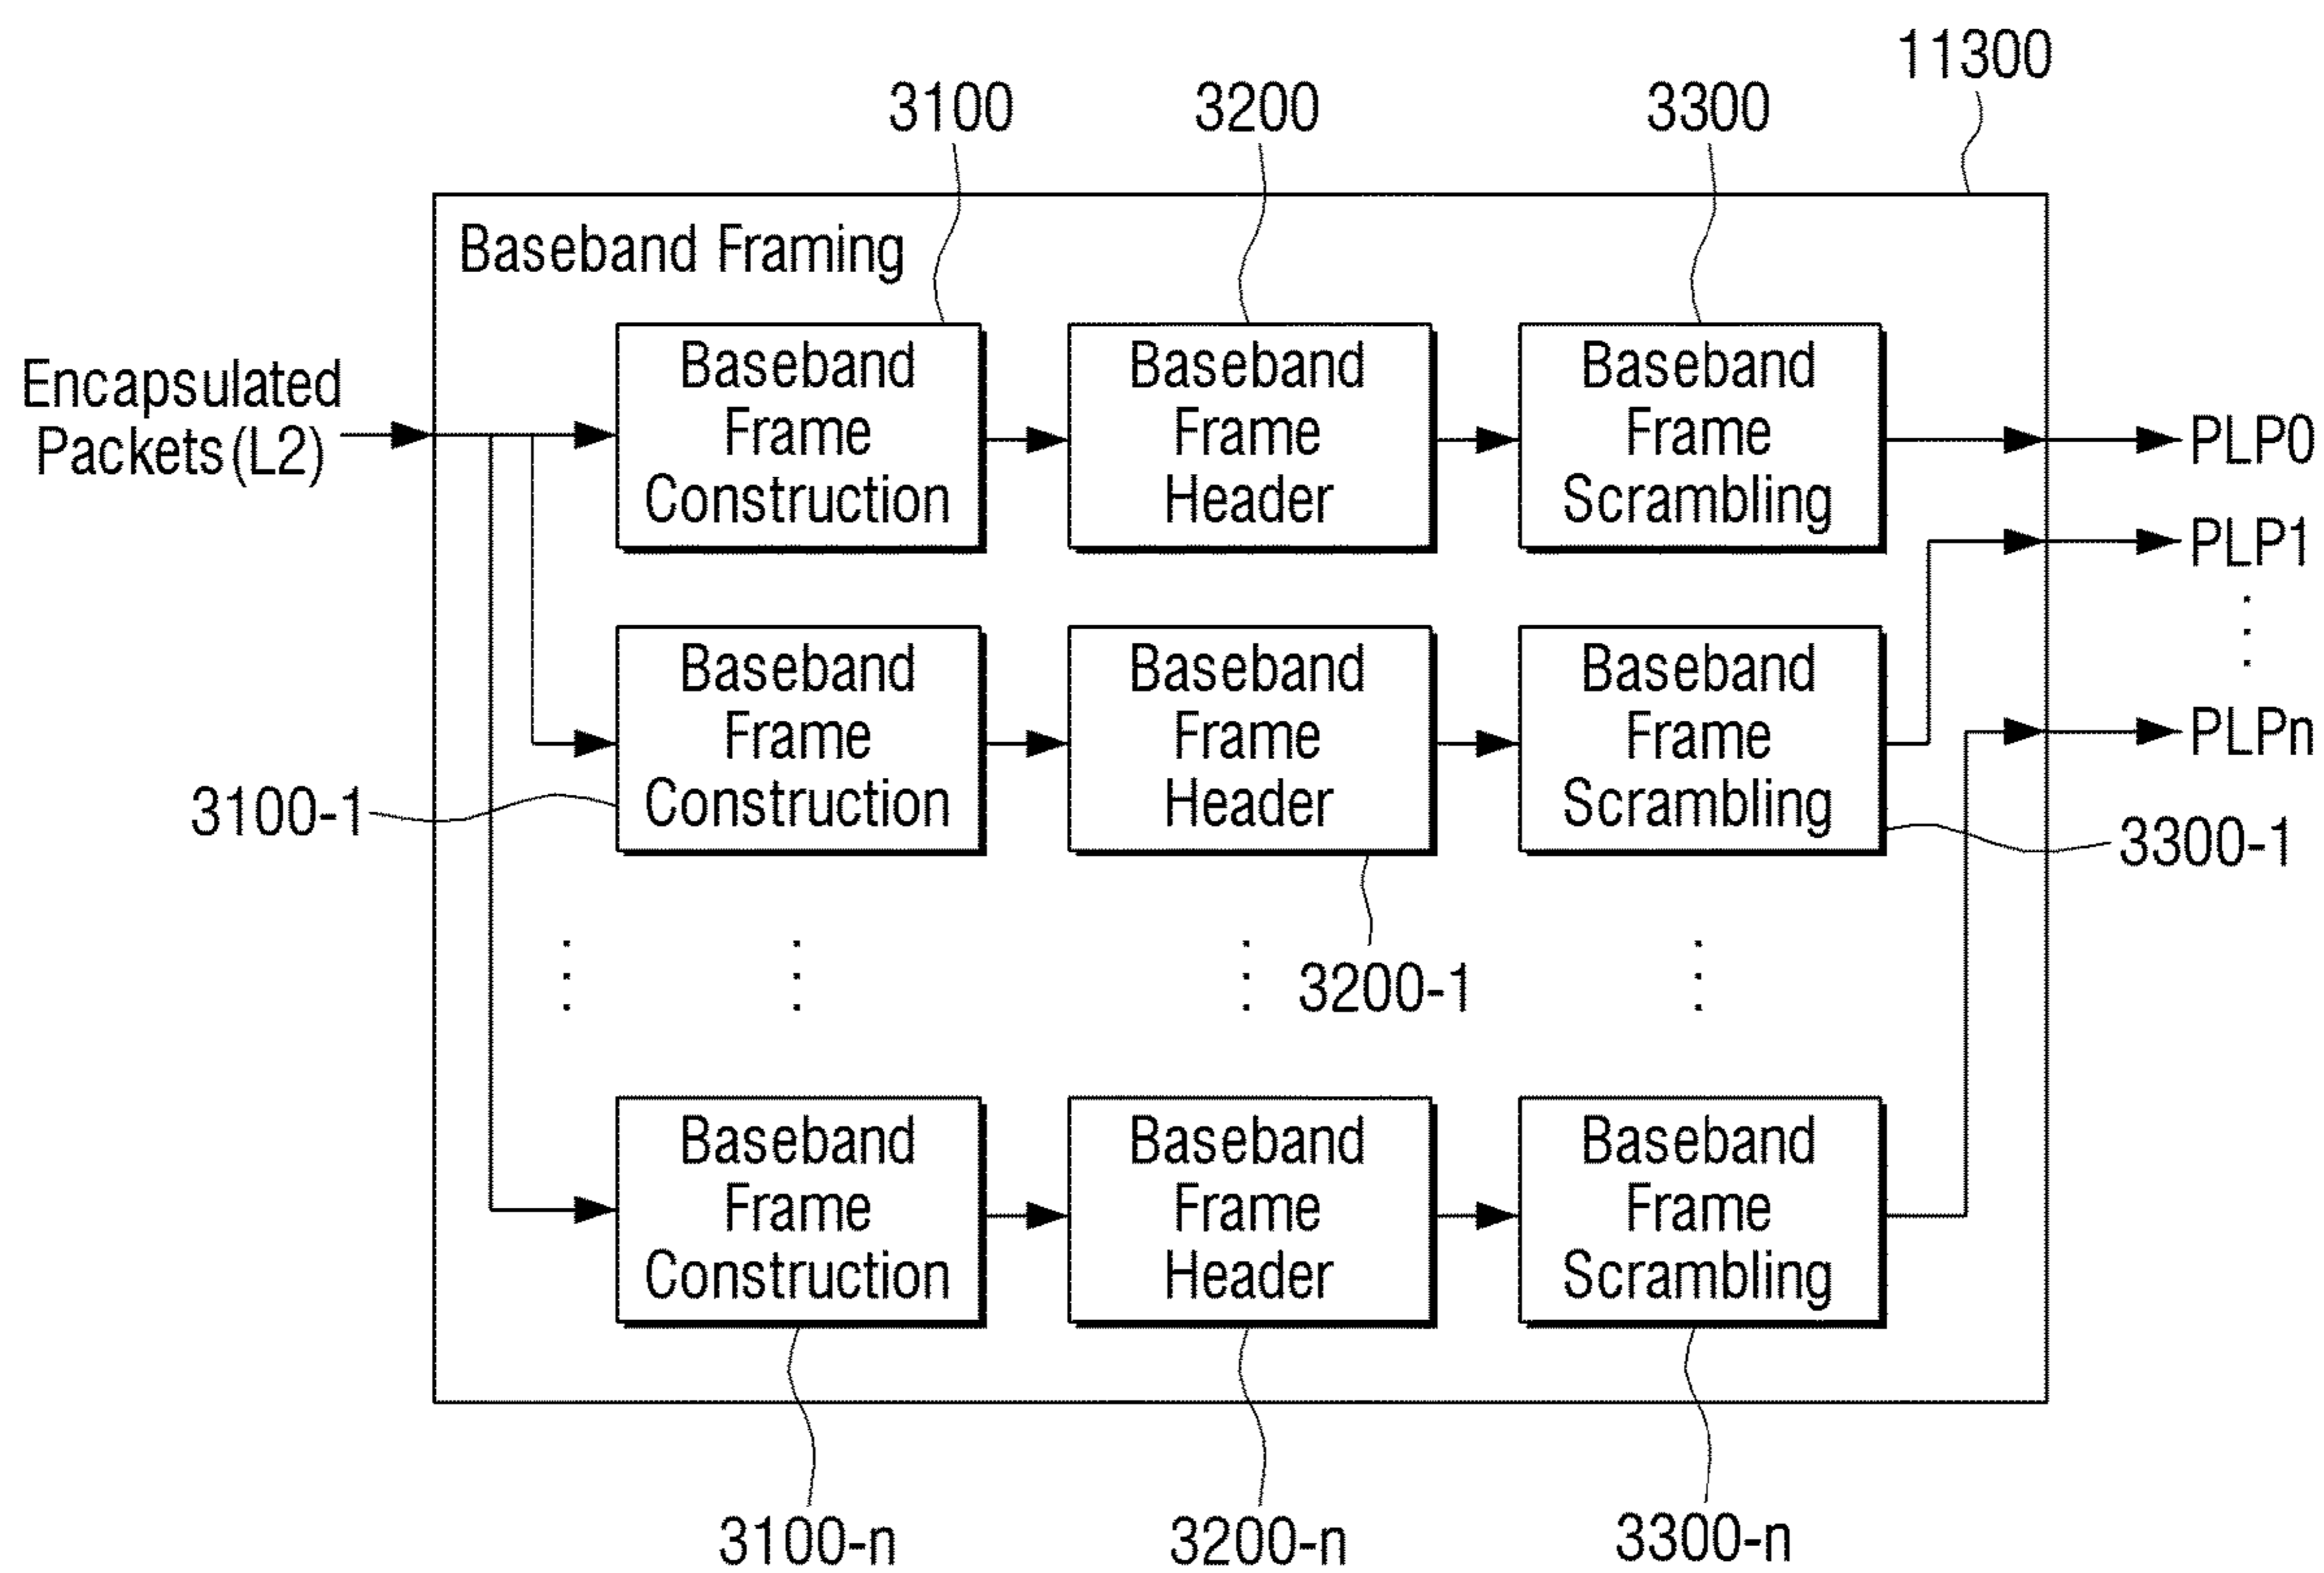 11300
3100
3200
3300
Baseband Framing
Encapsulated
Packets(L2)
Baseband
Frame
Construction
Baseband
Frame
Header
Baseband
Frame
Scrambling
PLP0
PLP1
PLPn
Baseband
Frame
Construction
Baseband
Frame
Header
Baseband
Frame
Scrambling
3100-1
3300-1
3200-1
Baseband
Frame
Construction
Baseband
Frame
Header
Baseband
Frame
Scrambling
3100-n
3200-n
3300-n